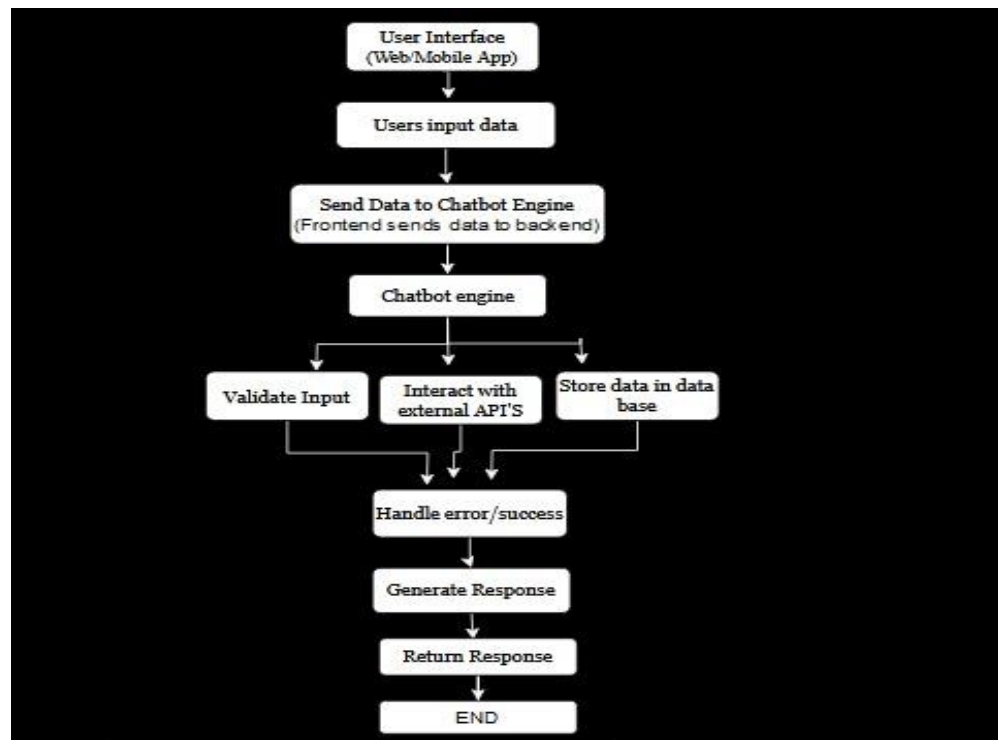 User Interface
(Web/Mobile App)
Users input data
Send Data to Chatbot Engine
(Frontend sends data to backend)
Chatbot engine
Validate Input
Interact with
external API'S
Store data in data
base
Handle error/success
Generate Response
Return Response
END